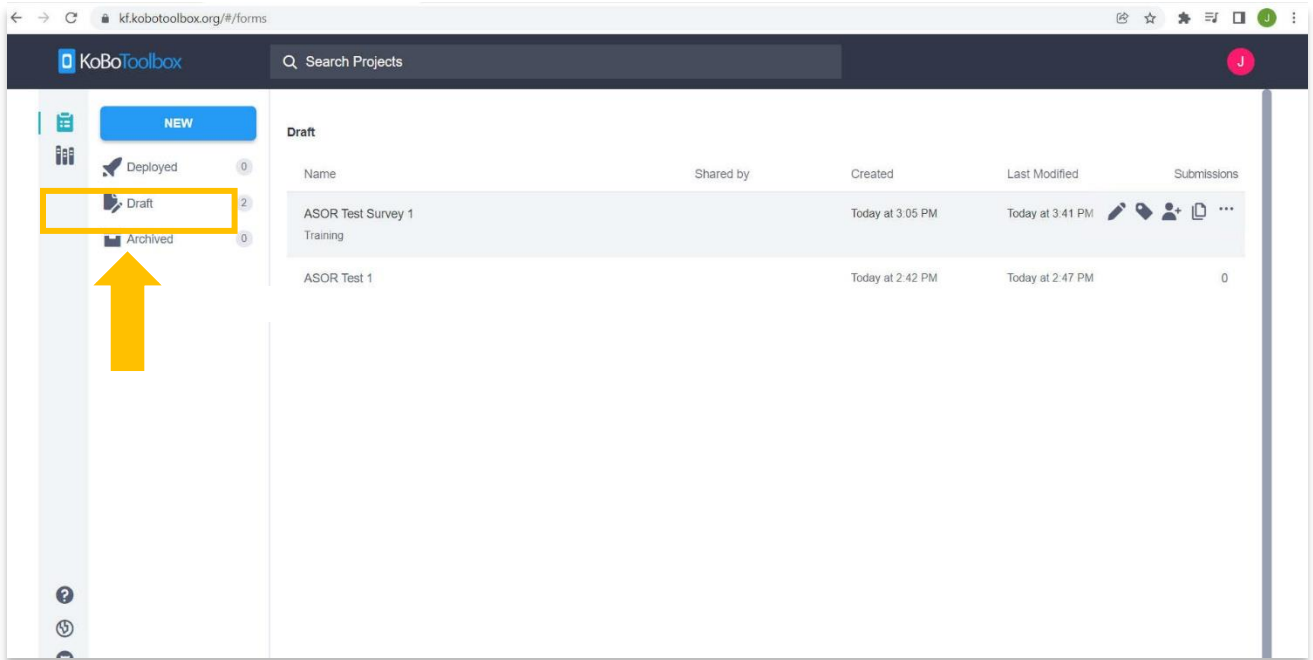 kf.kobotoolbox.org/#/forms
J
KoBoToolbox
Search Projects
J
NEW
Deployed 0
Draft 2
Archived 0
Draft
Name Shared by Created Last Modified Submissions
ASOR Test Survey 1 Today at 3:05 PM Today at 3:41 PM
Training
ASOR Test 1 Today at 2:42 PM Today at 2:47 PM 0
?